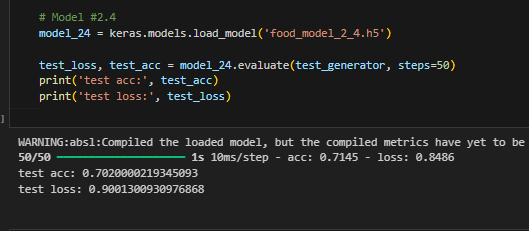 # Model #2.4
model_24 = keras.models.load_model('food_model_2_4.h5')
test_loss, test_acc = model_24.evaluate(test_generator, steps=50)
print('test acc:', test_acc)
print('test loss:', test_loss)
]
WARNING:absl:Compiled the loaded model, but the compiled metrics have yet to be
50/50 ━━━━━━━━━━━━━━━━━━━━ 1s 10ms/step - acc: 0.7145 - loss: 0.8486
test acc: 0.7020000219345093
test loss: 0.9001300930976868